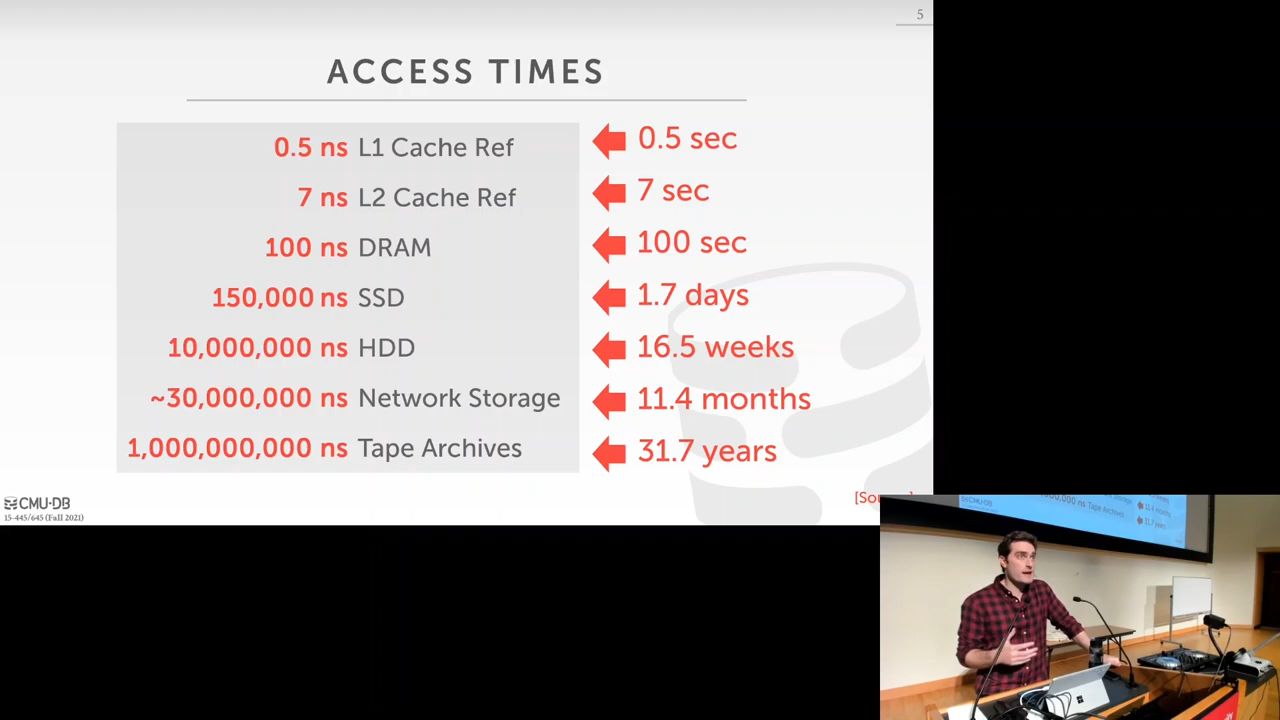 5
ACCESS TIMES
0.5 ns L1 Cache Ref 0.5 sec
7 ns L2 Cache Ref 7 sec
100 ns DRAM 100 sec
150,000 ns SSD 1.7 days
10,000,000 ns HDD 16.5 weeks
~30,000,000 ns Network Storage 11.4 months
1,000,000,000 ns Tape Archives 31.7 years
CMU·DB
15-445/645 (Fall 2021)
Tape Archives